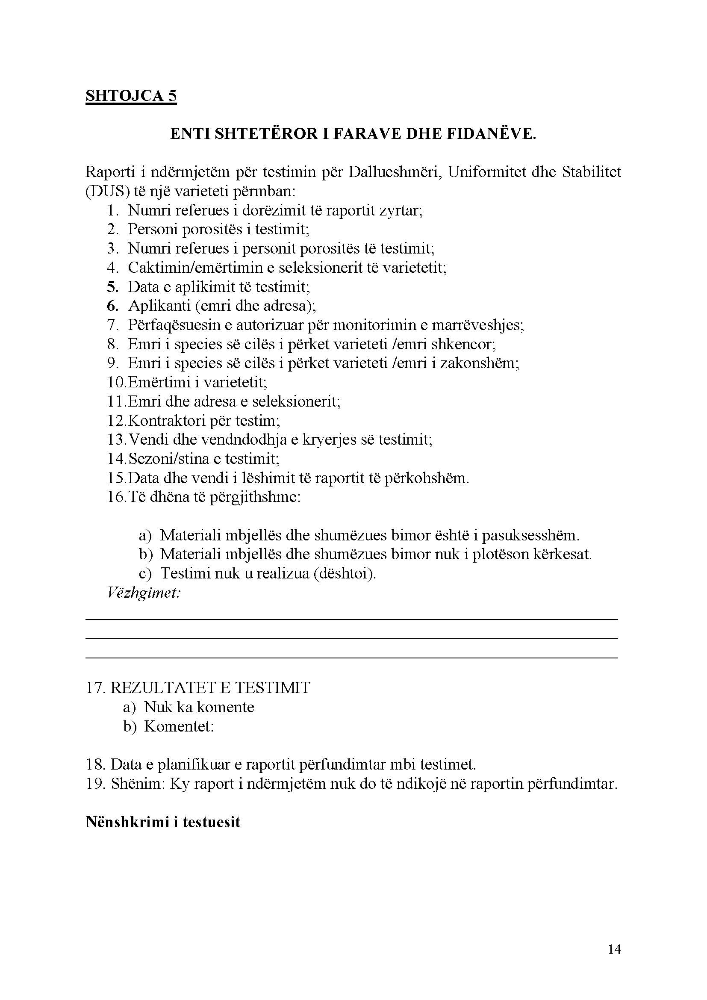 SHTOJCA 5
ENTI SHTETËROR I FARAVE DHE FIDANËVE.
Raporti i ndërmjetëm për testimin për Dallueshmëri, Uniformitet dhe Stabilitet
(DUS) të një varieteti përmban:
1. Numri referues i dorëzimit të raportit zyrtar;
2. Personi porositës i testimit;
3. Numri referues i personit porositës të testimit;
4. Caktimin/emërtimin e seleksionerit të varietetit;
5. Data e aplikimit të testimit;
6. Aplikanti (emri dhe adresa);
7. Përfaqësuesin e autorizuar për monitorimin e marrëveshjes;
8. Emri i species së cilës i përket varieteti /emri shkencor;
9. Emri i species së cilës i përket varieteti /emri i zakonshëm;
10.Emërtimi i varietetit;
11.Emri dhe adresa e seleksionerit;
12.Kontraktori për testim;
13.Vendi dhe vendndodhja e kryerjes së testimit;
14.Sezoni/stina e testimit;
15.Data dhe vendi i lëshimit të raportit të përkohshëm.
16.Të dhëna të përgjithshme:
a) Materiali mbjellës dhe shumëzues bimor është i pasuksesshëm.
b) Materiali mbjellës dhe shumëzues bimor nuk i plotëson kërkesat.
c) Testimi nuk u realizua (dështoi).
Vëzhgimet:
17. REZULTATET E TESTIMIT
a) Nuk ka komente
b) Komentet:
18. Data e planifikuar e raportit përfundimtar mbi testimet.
19. Shënim: Ky raport i ndërmjetëm nuk do të ndikojë në raportin përfundimtar.
Nënshkrimi i testuesit
14